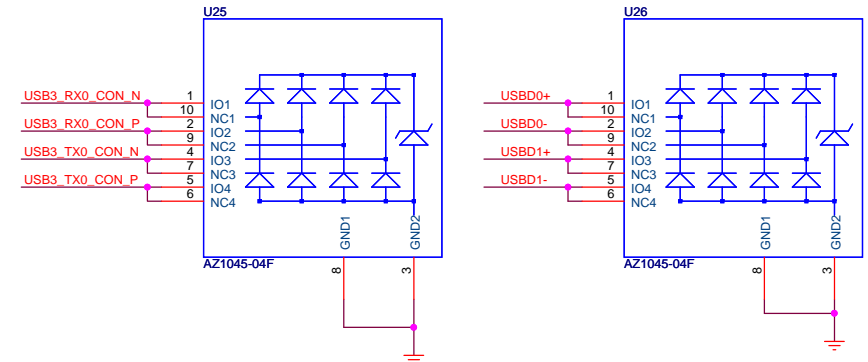 U25
USB3_RX0_CON_N 1 IO1
10 NC1
USB3_RX0_CON_P 2 IO2
9 NC2
USB3_TX0_CON_N 4 IO3
7 NC3
USB3_TX0_CON_P 5 IO4
6 NC4
GND1
GND2
AZ1045-04F
8
3
U26
USBD0+ 1 IO1
10 NC1
USBD0- 2 IO2
9 NC2
USBD1+ 4 IO3
7 NC3
USBD1- 5 IO4
6 NC4
GND1
GND2
AZ1045-04F
8
3